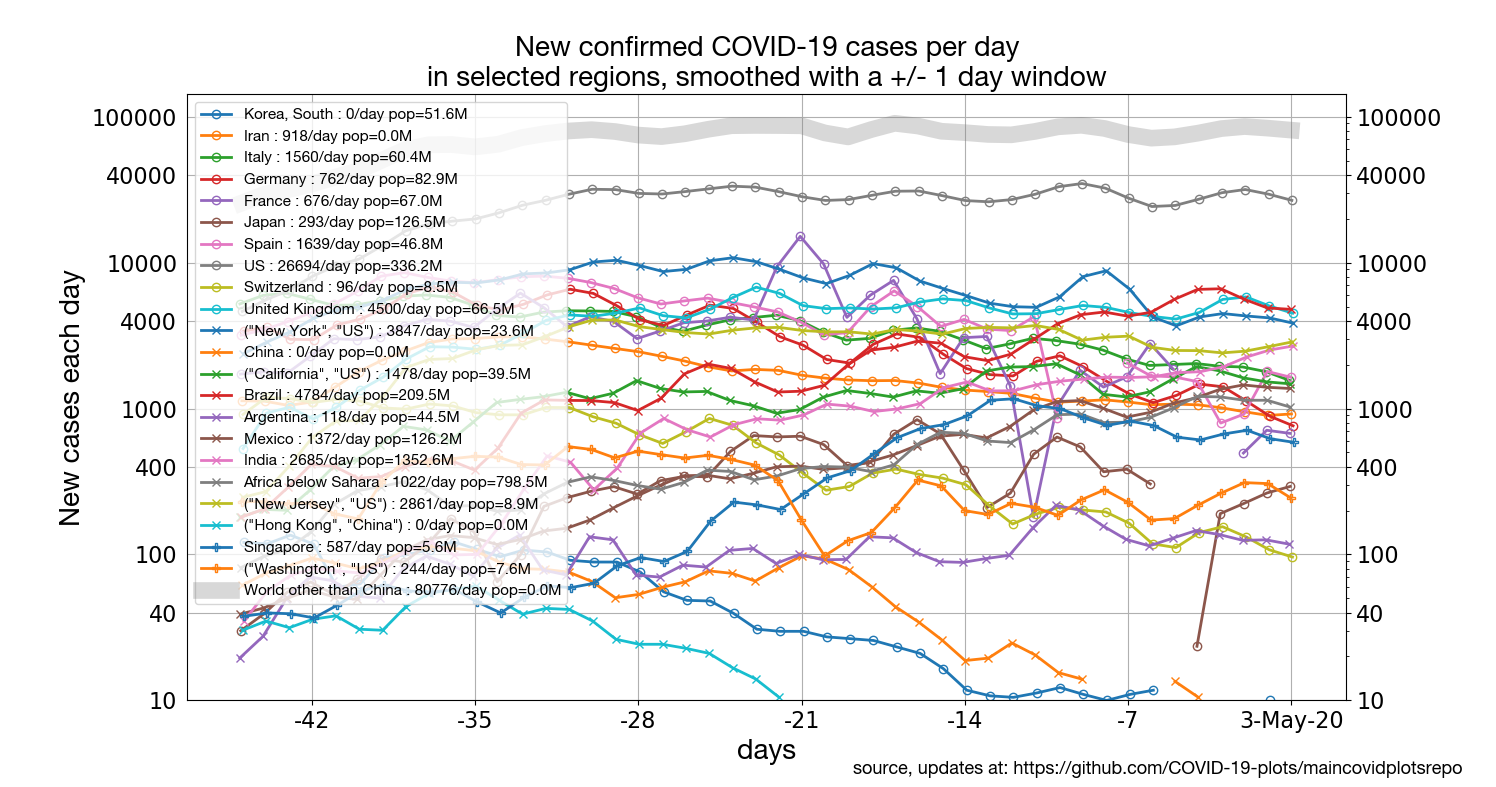 New confirmed COVID-19 cases per day
in selected regions, smoothed with a +/- 1 day window
100000
40000
10000
4000
1000
400
100
40
10
New cases each day
Korea, South : 0/day pop=51.6M
Iran : 918/day pop=0.0M
Italy : 1560/day pop=60.4M
Germany : 762/day pop=82.9M
France : 676/day pop=67.0M
Japan : 293/day pop=126.5M
Spain : 1639/day pop=46.8M
US : 26694/day pop=336.2M
Switzerland : 96/day pop=8.5M
United Kingdom : 4500/day pop=66.5M
("New York", "US") : 3847/day pop=23.6M
China : 0/day pop=0.0M
("California", "US") : 1478/day pop=39.5M
Brazil : 4784/day pop=209.5M
Argentina : 118/day pop=44.5M
Mexico : 1372/day pop=126.2M
India : 2685/day pop=1352.6M
Africa below Sahara : 1022/day pop=798.5M
("New Jersey", "US") : 2861/day pop=8.9M
("Hong Kong", "China") : 0/day pop=0.0M
Singapore : 587/day pop=5.6M
("Washington", "US") : 244/day pop=7.6M
World other than China : 80776/day pop=0.0M
100000
40000
10000
4000
1000
400
100
40
10
-42 -35 -28 -21 -14 -7 3-May-20
days
source, updates at: https://github.com/COVID-19-plots/maincovidplotsrepo